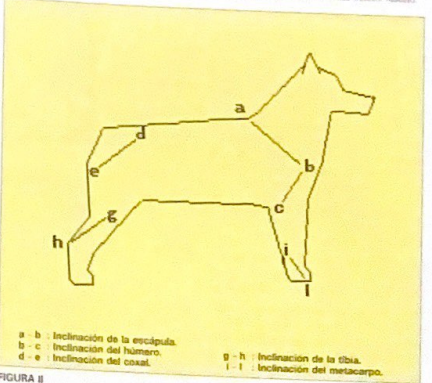 a
d
b
e
c
g
h
i
l
a - b : Inclinación de la escápula.
b - c : Inclinación del húmero.
d - e : Inclinación del coxal.
g - h : Inclinación de la tibia.
i - l : Inclinación del metacarpo.
FIGURA II